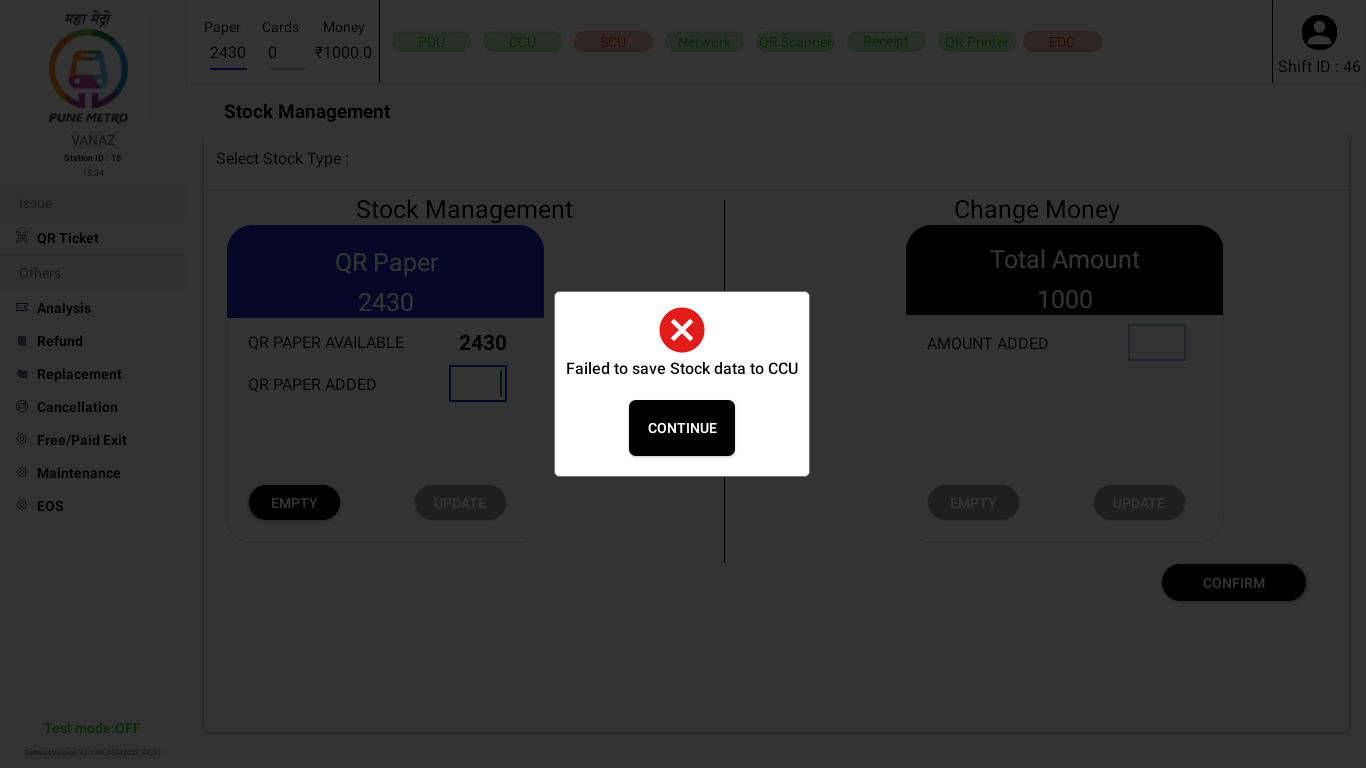 महा मेट्रो
PUNE METRO
VANAZ
Station ID : 15
15:34
Issue
QR Ticket
Others
Analysis
Refund
Replacement
Cancellation
Free/Paid Exit
Maintenance
EOS
Test mode:OFF
Paper Cards Money
2430 0 ₹1000.0
PDU CCU SCU Network QR Scanner Receipt QR Printer EDC
Shift ID : 46
Stock Management
Select Stock Type :
Stock Management
QR Paper
2430
QR PAPER AVAILABLE 2430
QR PAPER ADDED
EMPTY UPDATE
Change Money
Total Amount
1000
AMOUNT ADDED
EMPTY UPDATE
CONFIRM
Failed to save Stock data to CCU
CONTINUE